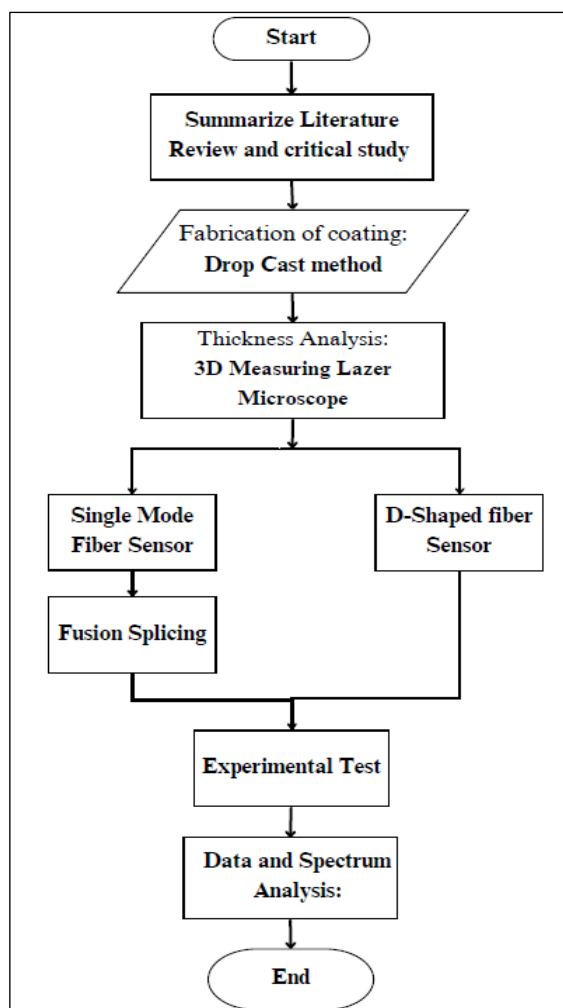 Start
Summarize Literature
Review and critical study
Fabrication of coating:
Drop Cast method
Thickness Analysis:
3D Measuring Lazer
Microscope
Single Mode
Fiber Sensor
D-Shaped fiber
Sensor
Fusion Splicing
Experimental Test
Data and Spectrum
Analysis:
End